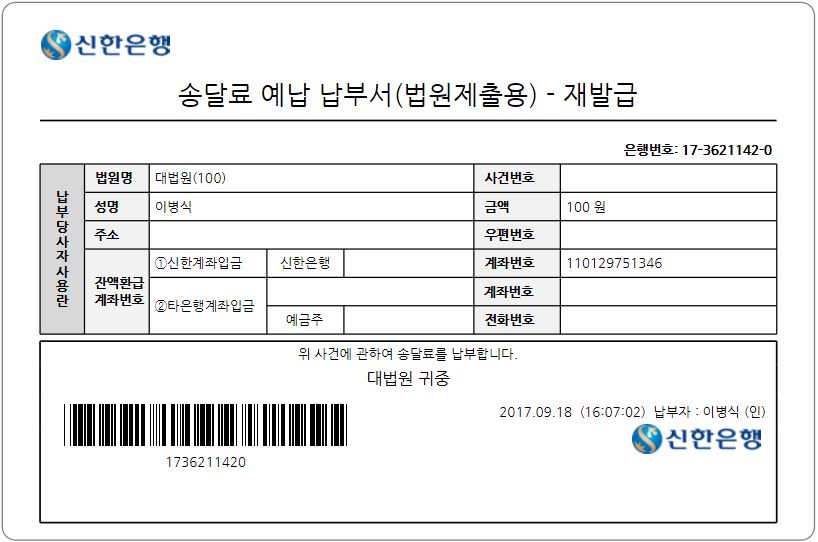 신한은행
송달료 예납 납부서(법원제출용) - 재발급
은행번호: 17-3621142-0
납부당사자사용란
법원명 대법원(100) 사건번호
성명 이병식 금액 100 원
주소 우편번호
잔액환급 계좌번호
①신한계좌입금 신한은행 계좌번호 110129751346
②타은행계좌입금 계좌번호
예금주 전화번호
위 사건에 관하여 송달료를 납부합니다.
대법원 귀중
2017.09.18 (16:07:02) 납부자 : 이병식 (인)
신한은행
1736211420